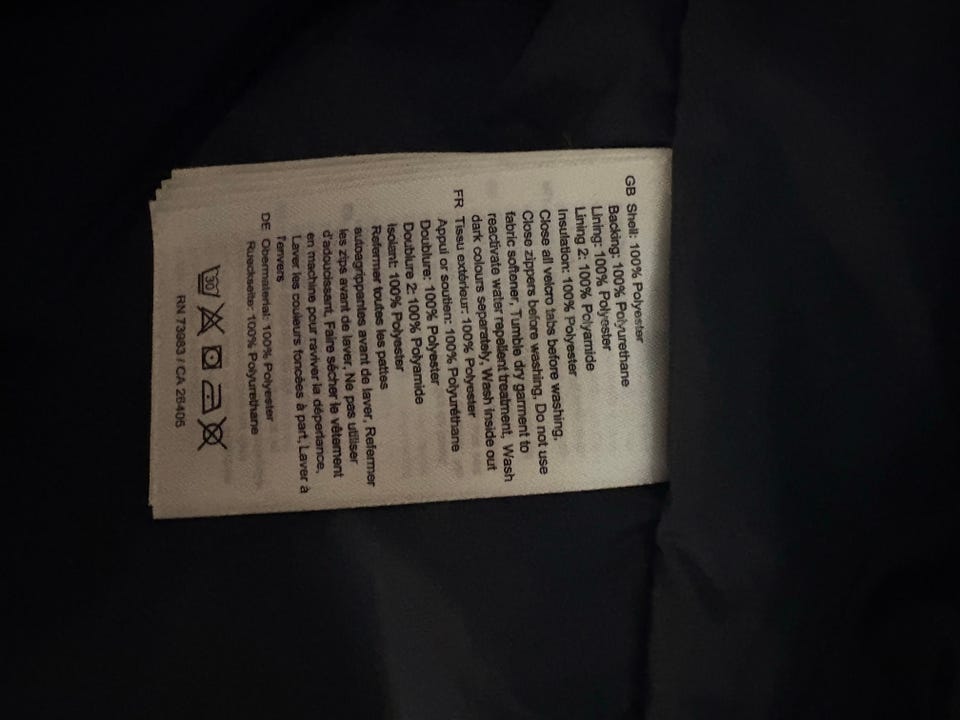 GB Shell: 100% Polyester
Backing: 100% Polyurethane
Lining: 100% Polyester
Lining 2: 100% Polyamide
Insulation: 100% Polyester
Close all velcro tabs before washing,
Close zippers before washing, Do not use
fabric softener, Tumble dry garment to
reactivate water repellent treatment, Wash
dark colours separately, Wash inside out
FR Tissu extérieur: 100% Polyester
Appui or soutien: 100% Polyuréthane
Doublure: 100% Polyester
Doublure 2: 100% Polyamide
Isolent: 100% Polyester
Refermer toutes les pattes
autoagrippantes avant de laver, Refermer
les zips avant de laver, Ne pas utiliser
d'adoucissant, Faire sécher le vêtement
en machine pour raviver la déperlance,
Laver les couleurs foncées à part, Laver à
l'envers
DE Obermaterial: 100% Polyester
Rueckseite: 100% Polyurethane
30
RN 73983 / CA 26405